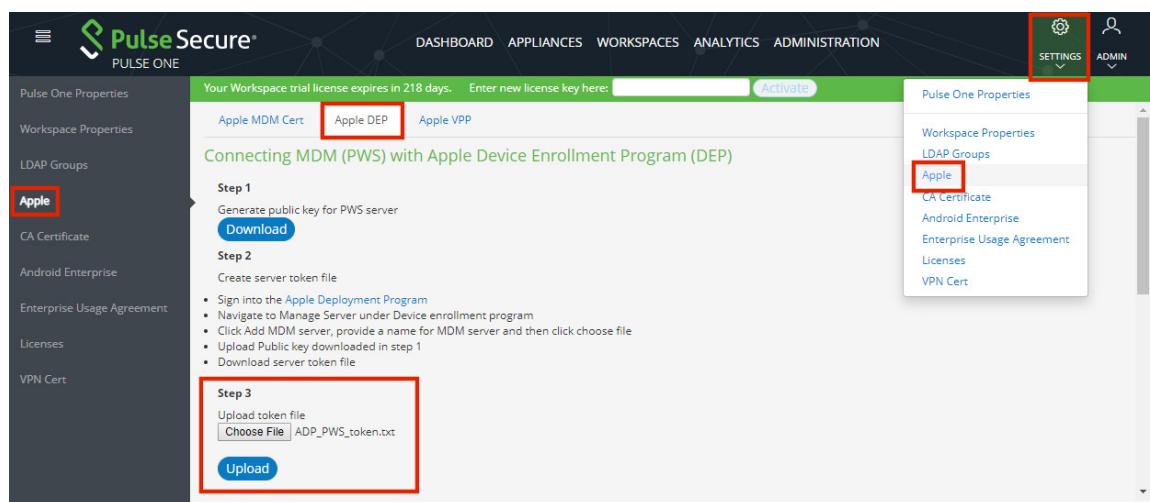 Pulse Secure®
PULSE ONE
DASHBOARD APPLIANCES WORKSPACES ANALYTICS ADMINISTRATION
SETTINGS
ADMIN
Your Workspace trial license expires in 218 days. Enter new license key here: Activate
Pulse One Properties
Workspace Properties
LDAP Groups
Apple
CA Certificate
Android Enterprise
Enterprise Usage Agreement
Licenses
VPN Cert
Apple MDM Cert Apple DEP Apple VPP
Connecting MDM (PWS) with Apple Device Enrollment Program (DEP)
Step 1
Generate public key for PWS server
Download
Step 2
Create server token file
• Sign into the Apple Deployment Program
• Navigate to Manage Server under Device enrollment program
• Click Add MDM server, provide a name for MDM server and then click choose file
• Upload Public key downloaded in step 1
• Download server token file
Step 3
Upload token file
Choose File ADP_PWS_token.txt
Upload
Pulse One Properties
Workspace Properties
LDAP Groups
Apple
CA Certificate
Android Enterprise
Enterprise Usage Agreement
Licenses
VPN Cert